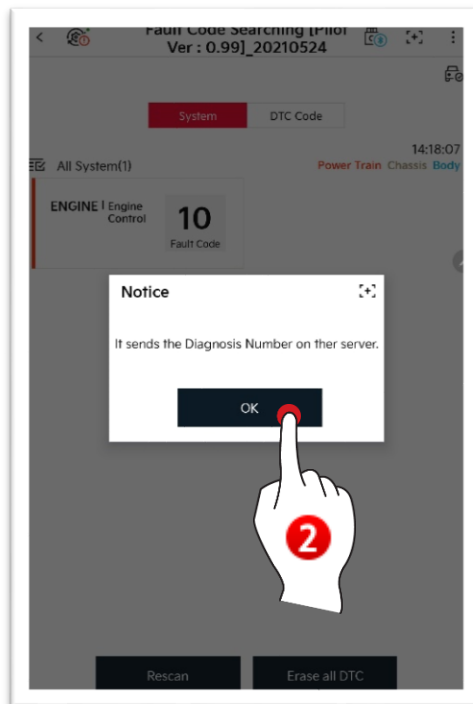 Fault Code Searching [Pilot
Ver : 0.99]_20210524
System DTC Code
14:18:07
All System(1) Power Train Chassis Body
ENGINE | Engine
Control
10
Fault Code
Notice [+]
It sends the Diagnosis Number on ther server.
OK
2
Rescan Erase all DTC